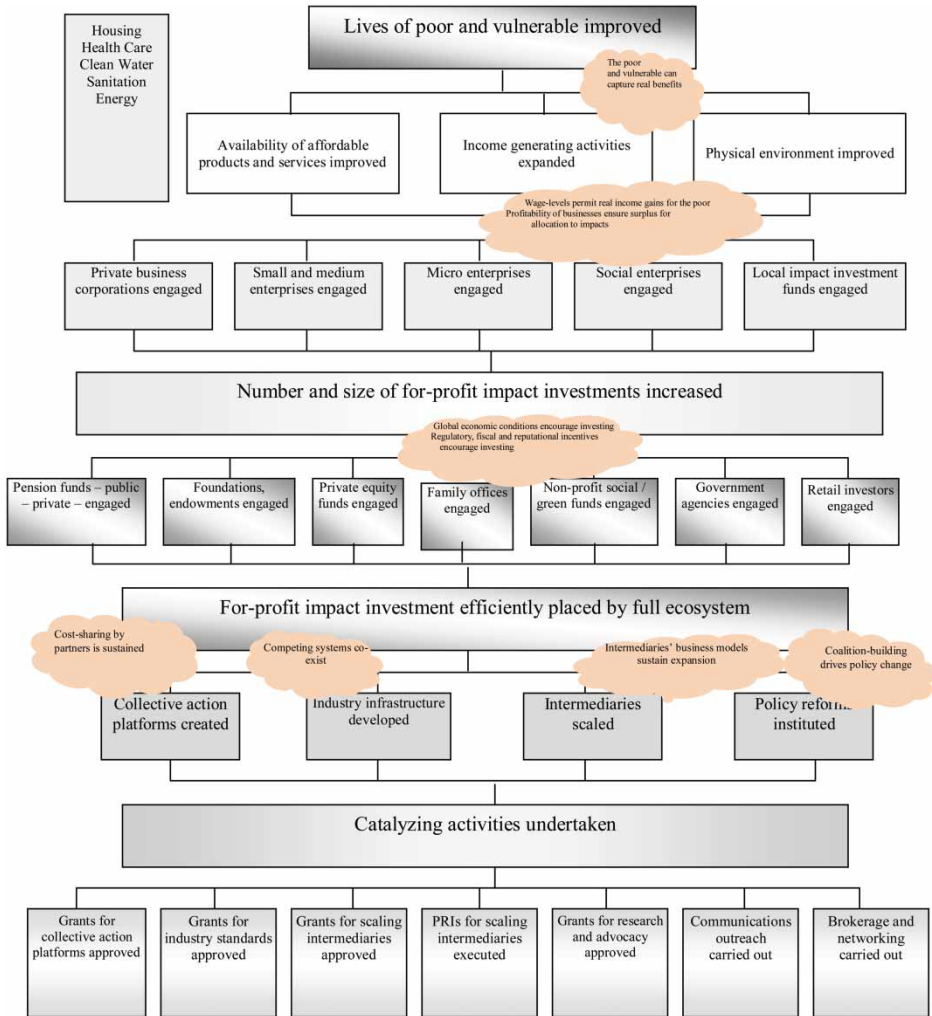 Housing
Health Care
Clean Water
Sanitation
Energy
Lives of poor and vulnerable improved
The poor
and vulnerable can
capture real benefits
Availability of affordable
products and services improved
Income generating activities
expanded
Physical environment improved
Wage-levels permit real income gains for the poor
Profitability of businesses ensure surplus for
allocation to impacts
Private business
corporations engaged
Small and medium
enterprises engaged
Micro enterprises
engaged
Social enterprises
engaged
Local impact investment
funds engaged
Number and size of for-profit impact investments increased
Global economic conditions encourage investing
Regulatory, fiscal and reputational incentives
encourage investing
Pension funds – public
– private – engaged
Foundations,
endowments engaged
Private equity
funds engaged
Family offices
engaged
Non-profit social /
green funds engaged
Government
agencies engaged
Retail investors
engaged
For-profit impact investment efficiently placed by full ecosystem
Cost-sharing by
partners is sustained
Competing systems co-
exist
Intermediaries’ business models
sustain expansion
Coalition-building
drives policy change
Collective action
platforms created
Industry infrastructure
developed
Intermediaries
scaled
Policy reforms
instituted
Catalyzing activities undertaken
Grants for
collective action
platforms approved
Grants for
industry standards
approved
Grants for scaling
intermediaries
approved
PRIs for scaling
intermediaries
executed
Grants for research
and advocacy
approved
Communications
outreach
carried out
Brokerage and
networking
carried out